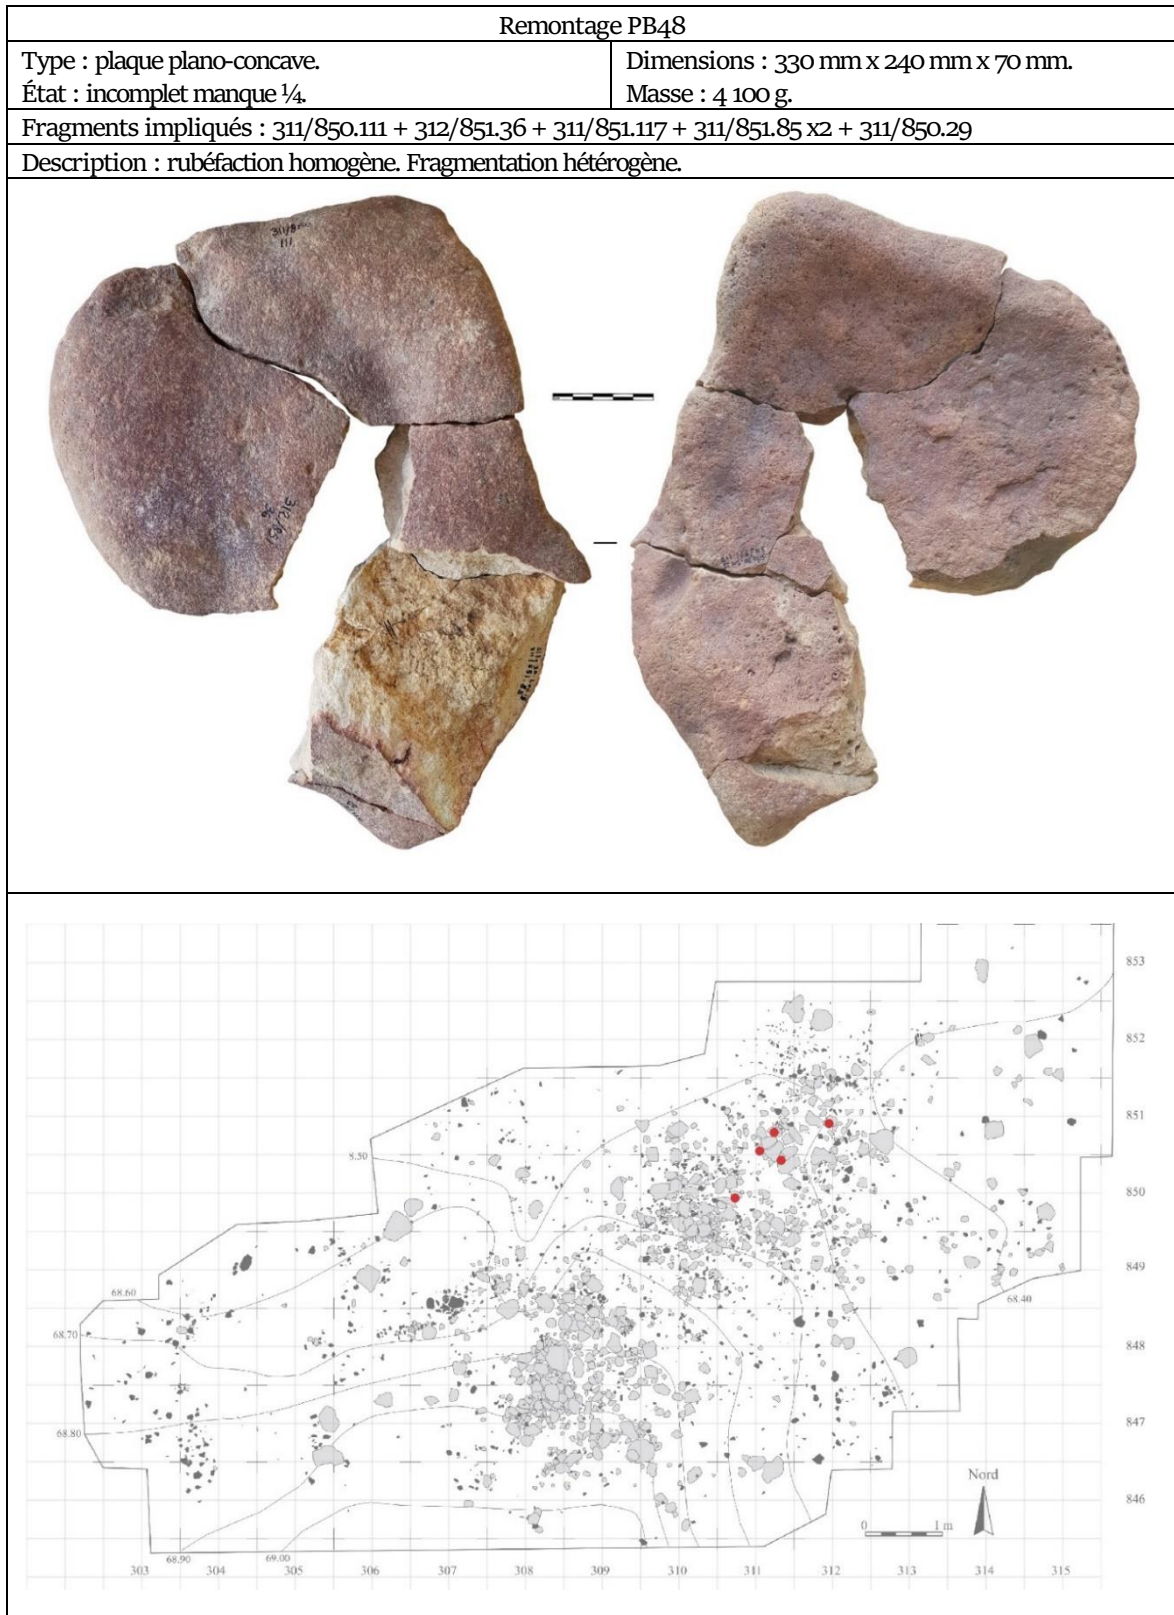 Remontage PB48
Type : plaque plano-concave.
État : incomplet manque ¼.
Dimensions : 330 mm x 240 mm x 70 mm.
Masse : 4 100 g.
Fragments impliqués : 311/850.111 + 312/851.36 + 311/851.117 + 311/851.85 x2 + 311/850.29
Description : rubéfaction homogène. Fragmentation hétérogène.
111
312/851
36
853
852
851
8.50
850
849
68.60
68.40
68.70
848
847
68.80
Nord
846
0 1 m
68.90 69.00
303 304 305 306 307 308 309 310 311 312 313 314 315